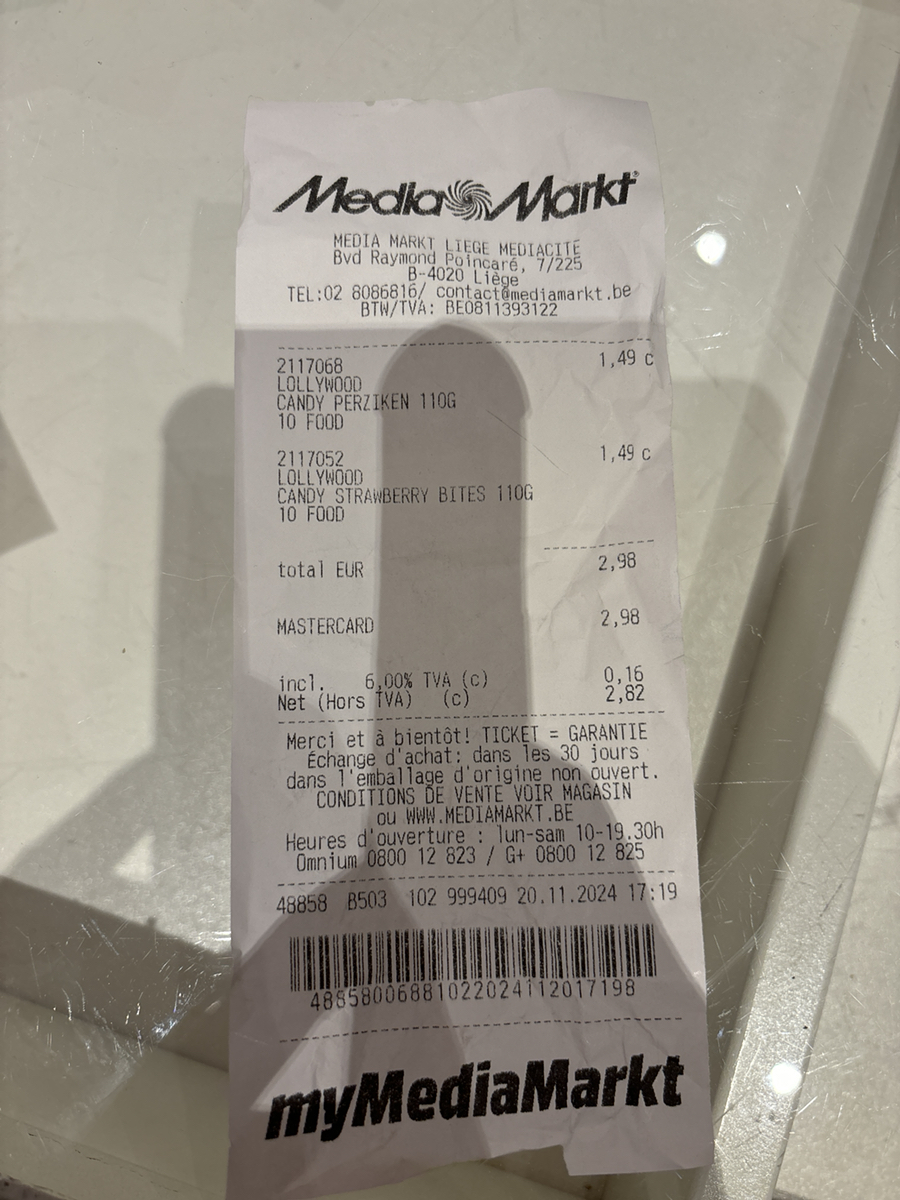 Media Markt®
MEDIA MARKT LIEGE MEDIACITE
Bvd Raymond Poincaré, 7/225
B-4020 Liège
TEL:02 8086816/ contact@mediamarkt.be
BTW/TVA: BE0811393122
2117068 1,49 c
LOLLYWOOD
CANDY PERZIKEN 110G
10 FOOD
2117052 1,49 c
LOLLYWOOD
CANDY STRAWBERRY BITES 110G
10 FOOD
total EUR 2,98
MASTERCARD 2,98
incl. 6,00% TVA (c) 0,16
Net (Hors TVA) (c) 2,82
Merci et à bientôt! TICKET = GARANTIE
Échange d'achat: dans les 30 jours
dans l'emballage d'origine non ouvert.
CONDITIONS DE VENTE VOIR MAGASIN
ou WWW.MEDIAMARKT.BE
Heures d'ouverture : lun-sam 10-19.30h
Omnium 0800 12 823 / G+ 0800 12 825
48858 B503 102 999409 20.11.2024 17:19
48858006881022024112017198
myMediaMarkt